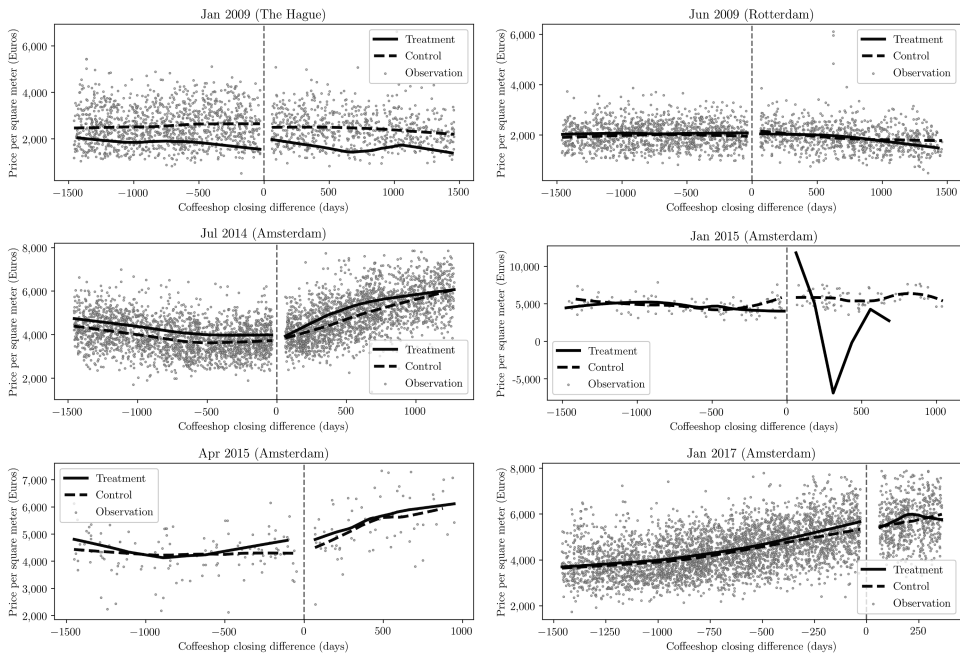 Jan 2009 (The Hague)
Price per square meter (Euros)
6,000
4,000
2,000
Treatment
Control
Observation
−1500 −1000 −500 0 500 1000 1500
Coffeeshop closing difference (days)
Jun 2009 (Rotterdam)
Price per square meter (Euros)
6,000
4,000
2,000
Treatment
Control
Observation
−1500 −1000 −500 0 500 1000 1500
Coffeeshop closing difference (days)
Jul 2014 (Amsterdam)
Price per square meter (Euros)
8,000
6,000
4,000
2,000
Treatment
Control
Observation
−1500 −1000 −500 0 500 1000
Coffeeshop closing difference (days)
Jan 2015 (Amsterdam)
Price per square meter (Euros)
10,000
5,000
0
-5,000
Treatment
Control
Observation
−1500 −1000 −500 0 500 1000
Coffeeshop closing difference (days)
Apr 2015 (Amsterdam)
Price per square meter (Euros)
7,000
6,000
5,000
4,000
3,000
2,000
Treatment
Control
Observation
−1500 −1000 −500 0 500 1000
Coffeeshop closing difference (days)
Jan 2017 (Amsterdam)
Price per square meter (Euros)
8,000
6,000
4,000
2,000
Treatment
Control
Observation
−1500 −1250 −1000 −750 −500 −250 0 250
Coffeeshop closing difference (days)